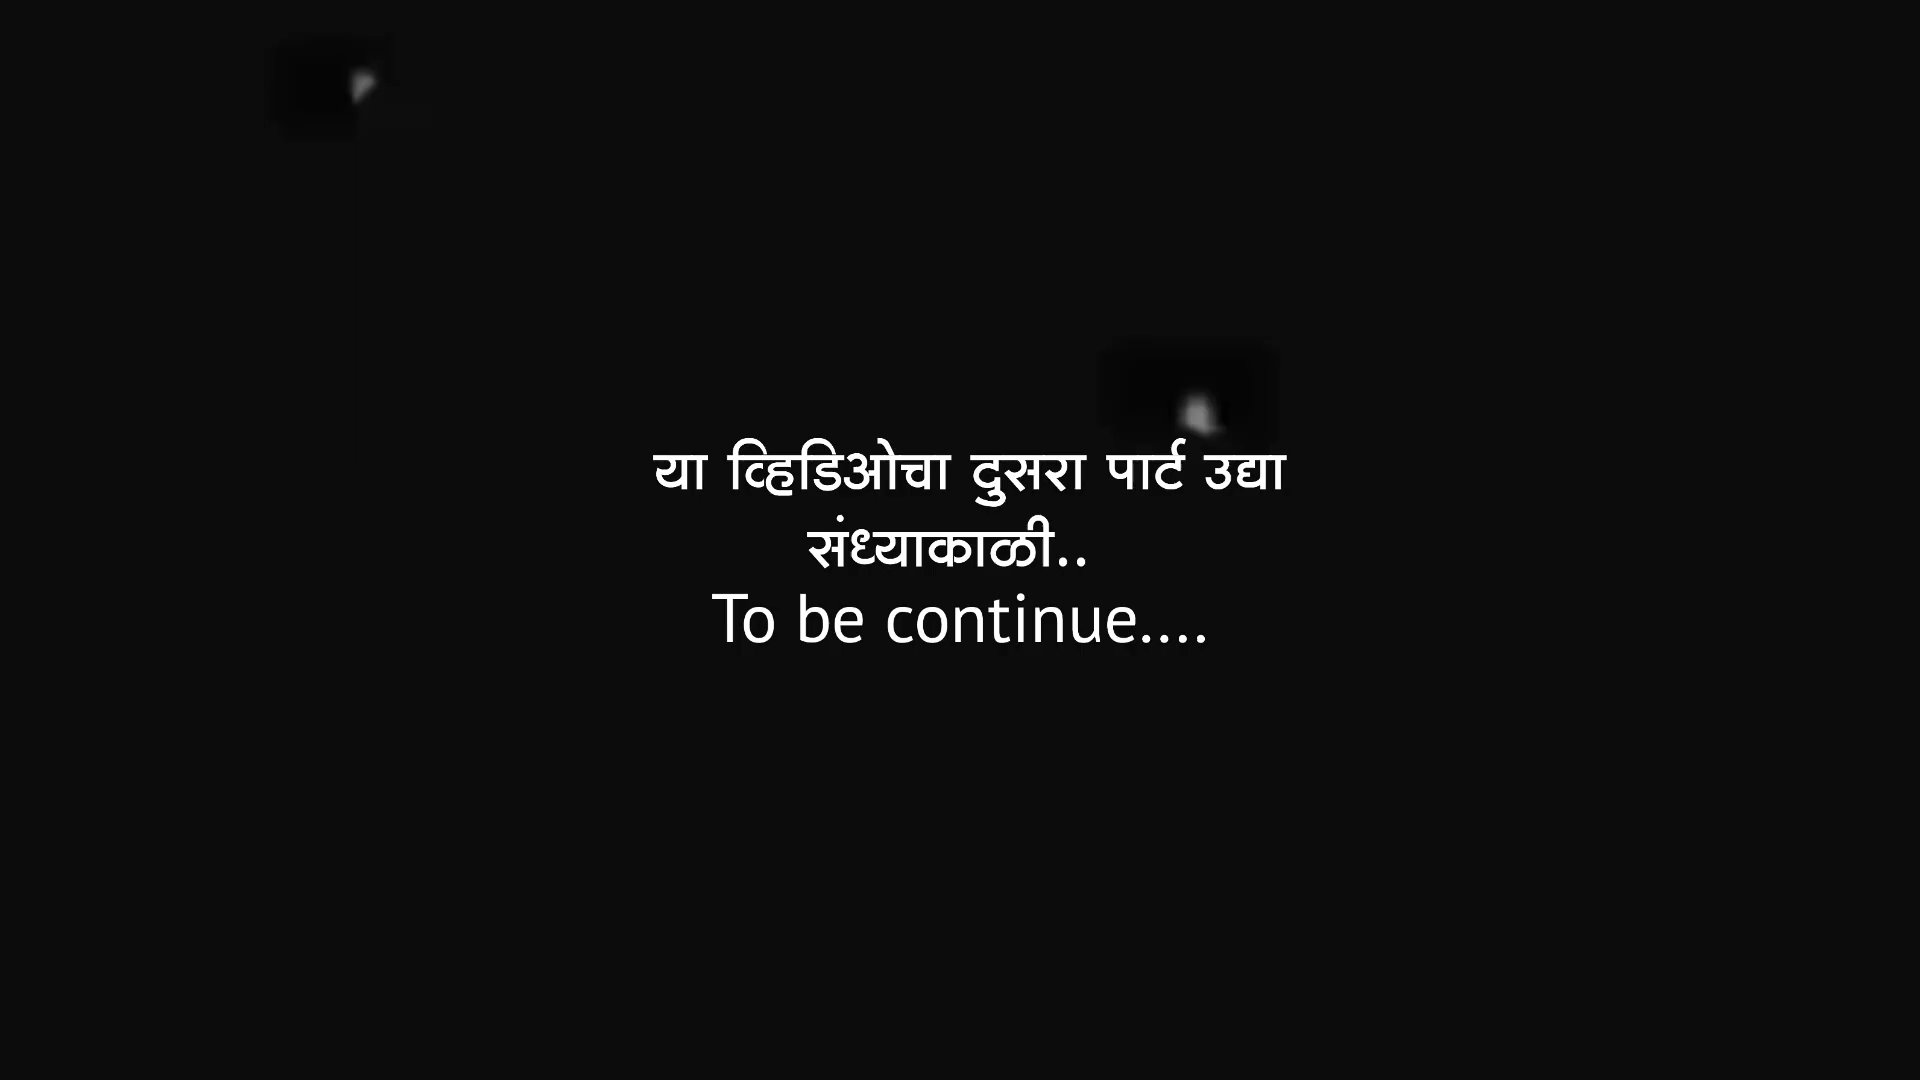 या व्हिडिओचा दुसरा पार्ट उद्या
संध्याकाळी..
To be continue....